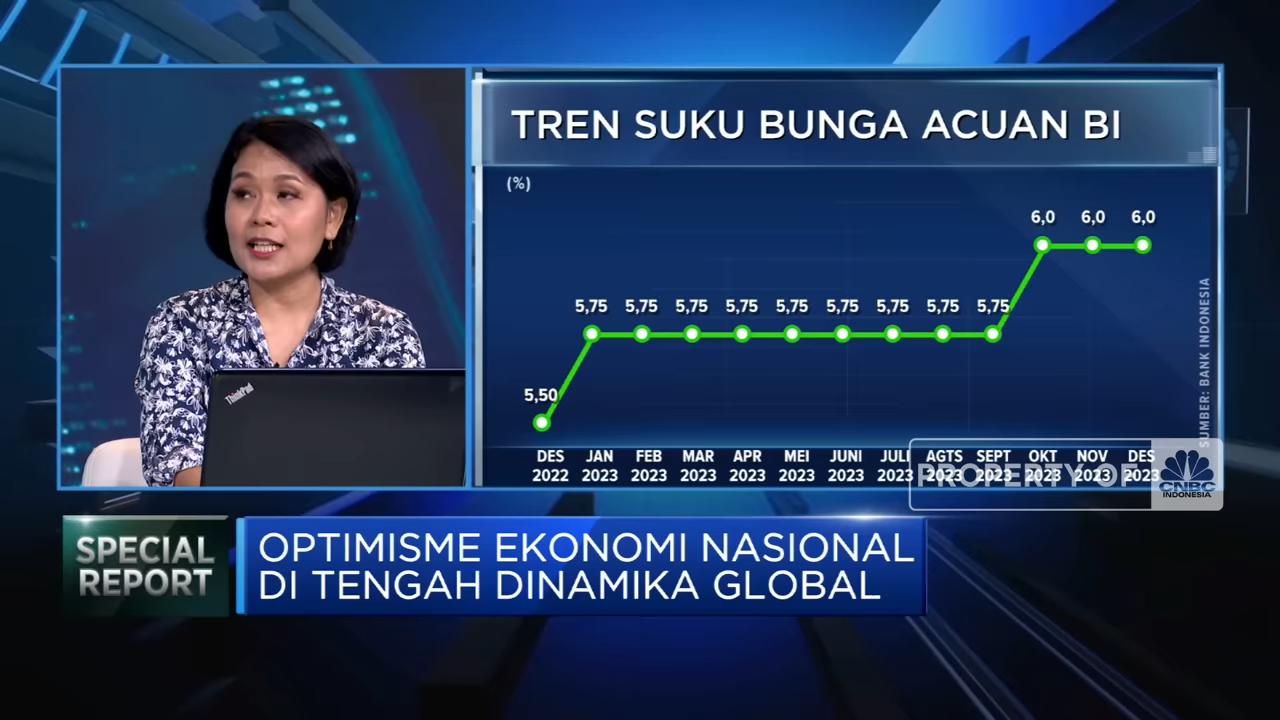 TREN SUKU BUNGA ACUAN BI
(%)
6,0 6,0 6,0
5,75 5,75 5,75 5,75 5,75 5,75 5,75 5,75 5,75
5,50
DES JAN FEB MAR APR MEI JUNI JULI AGTS SEPT OKT NOV DES
2022 2023 2023 2023 2023 2023 2023 2023 2023 2023 2023 2023 2023
SUMBER: BANK INDONESIA
PROPERTY OF
CNBC
INDONESIA
ThinkPad
SPECIAL
REPORT
OPTIMISME EKONOMI NASIONAL
DI TENGAH DINAMIKA GLOBAL